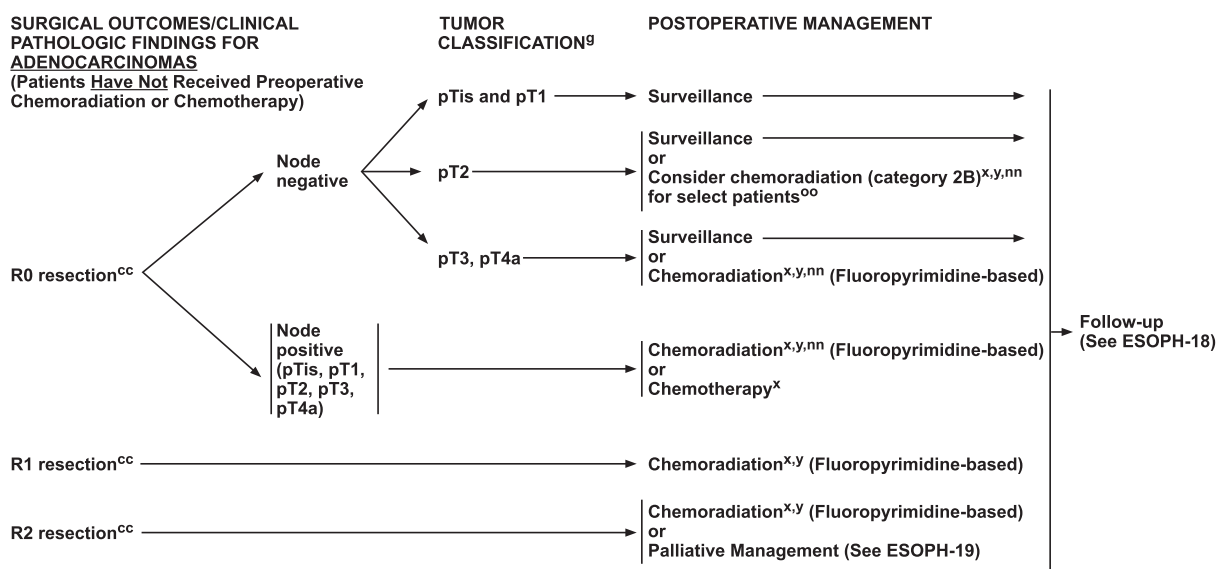 SURGICAL OUTCOMES/CLINICAL
PATHOLOGIC FINDINGS FOR
ADENOCARCINOMAS
(Patients Have Not Received Preoperative
Chemoradiation or Chemotherapy)
TUMOR
CLASSIFICATIONg
POSTOPERATIVE MANAGEMENT
R0 resectioncc
Node
negative
pTis and pT1
Surveillance
pT2
Surveillance
or
Consider chemoradiation (category 2B)x,y,nn
for select patientsoo
pT3, pT4a
Surveillance
or
Chemoradiationx,y,nn (Fluoropyrimidine-based)
Node
positive
(pTis, pT1,
pT2, pT3,
pT4a)
Chemoradiationx,y,nn (Fluoropyrimidine-based)
or
Chemotherapyx
R1 resectioncc
Chemoradiationx,y (Fluoropyrimidine-based)
R2 resectioncc
Chemoradiationx,y (Fluoropyrimidine-based)
or
Palliative Management (See ESOPH-19)
Follow-up
(See ESOPH-18)